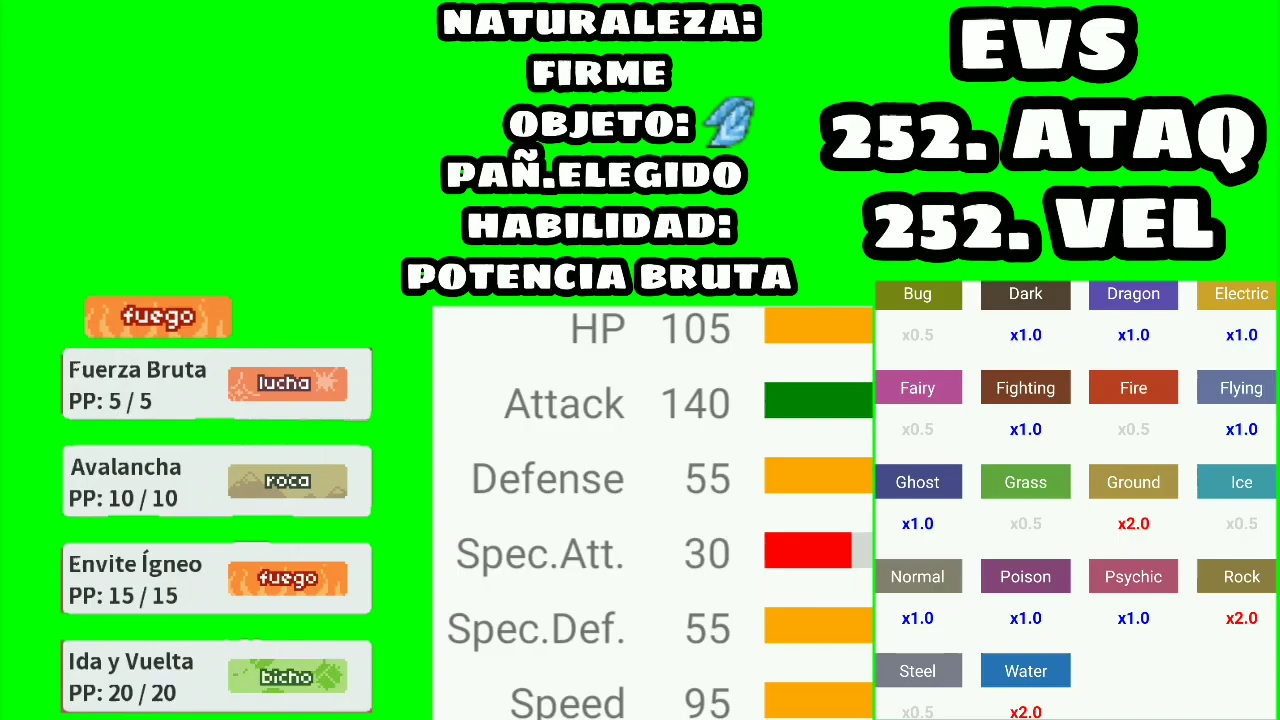 NATURALEZA:
FIRME
OBJETO:
PAÑ.ELEGIDO
HABILIDAD:
POTENCIA BRUTA
EVS
252. ATAQ
252. VEL
fuego
Fuerza Bruta
PP: 5 / 5
lucha
Avalancha
PP: 10 / 10
roca
Envite Ígneo
PP: 15 / 15
fuego
Ida y Vuelta
PP: 20 / 20
bicho
HP 105
Attack 140
Defense 55
Spec.Att. 30
Spec.Def. 55
Speed 95
Bug Dark Dragon Electric
x0.5 x1.0 x1.0 x1.0
Fairy Fighting Fire Flying
x0.5 x1.0 x0.5 x1.0
Ghost Grass Ground Ice
x1.0 x0.5 x2.0 x0.5
Normal Poison Psychic Rock
x1.0 x1.0 x1.0 x2.0
Steel Water
x0.5 x2.0